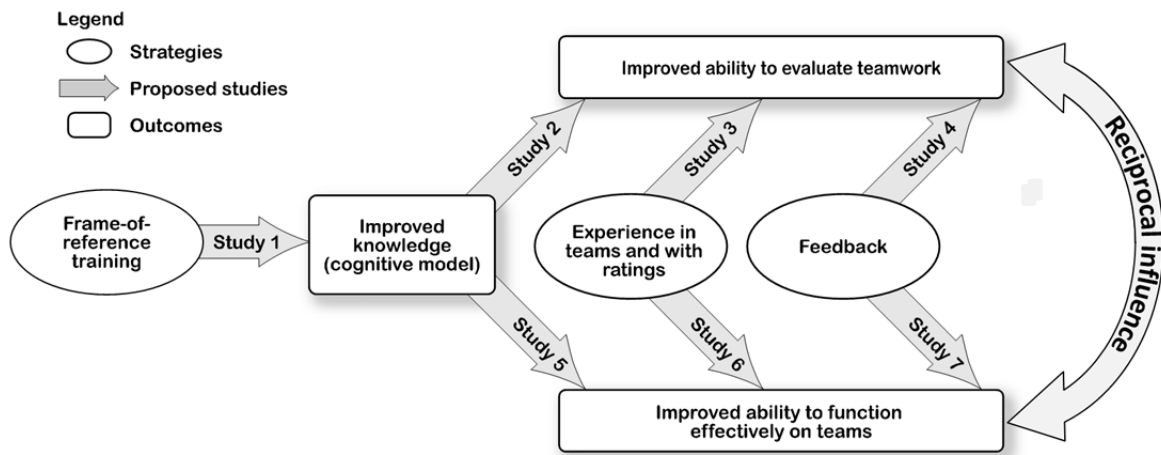 Legend
Strategies
Proposed studies
Outcomes
Improved ability to evaluate teamwork
Study 2
Study 3
Study 4
Frame-of-
reference
training
Study 1
Improved
knowledge
(cognitive model)
Experience in
teams and with
ratings
Feedback
Reciprocal influence
Study 5
Study 6
Study 7
Improved ability to function
effectively on teams